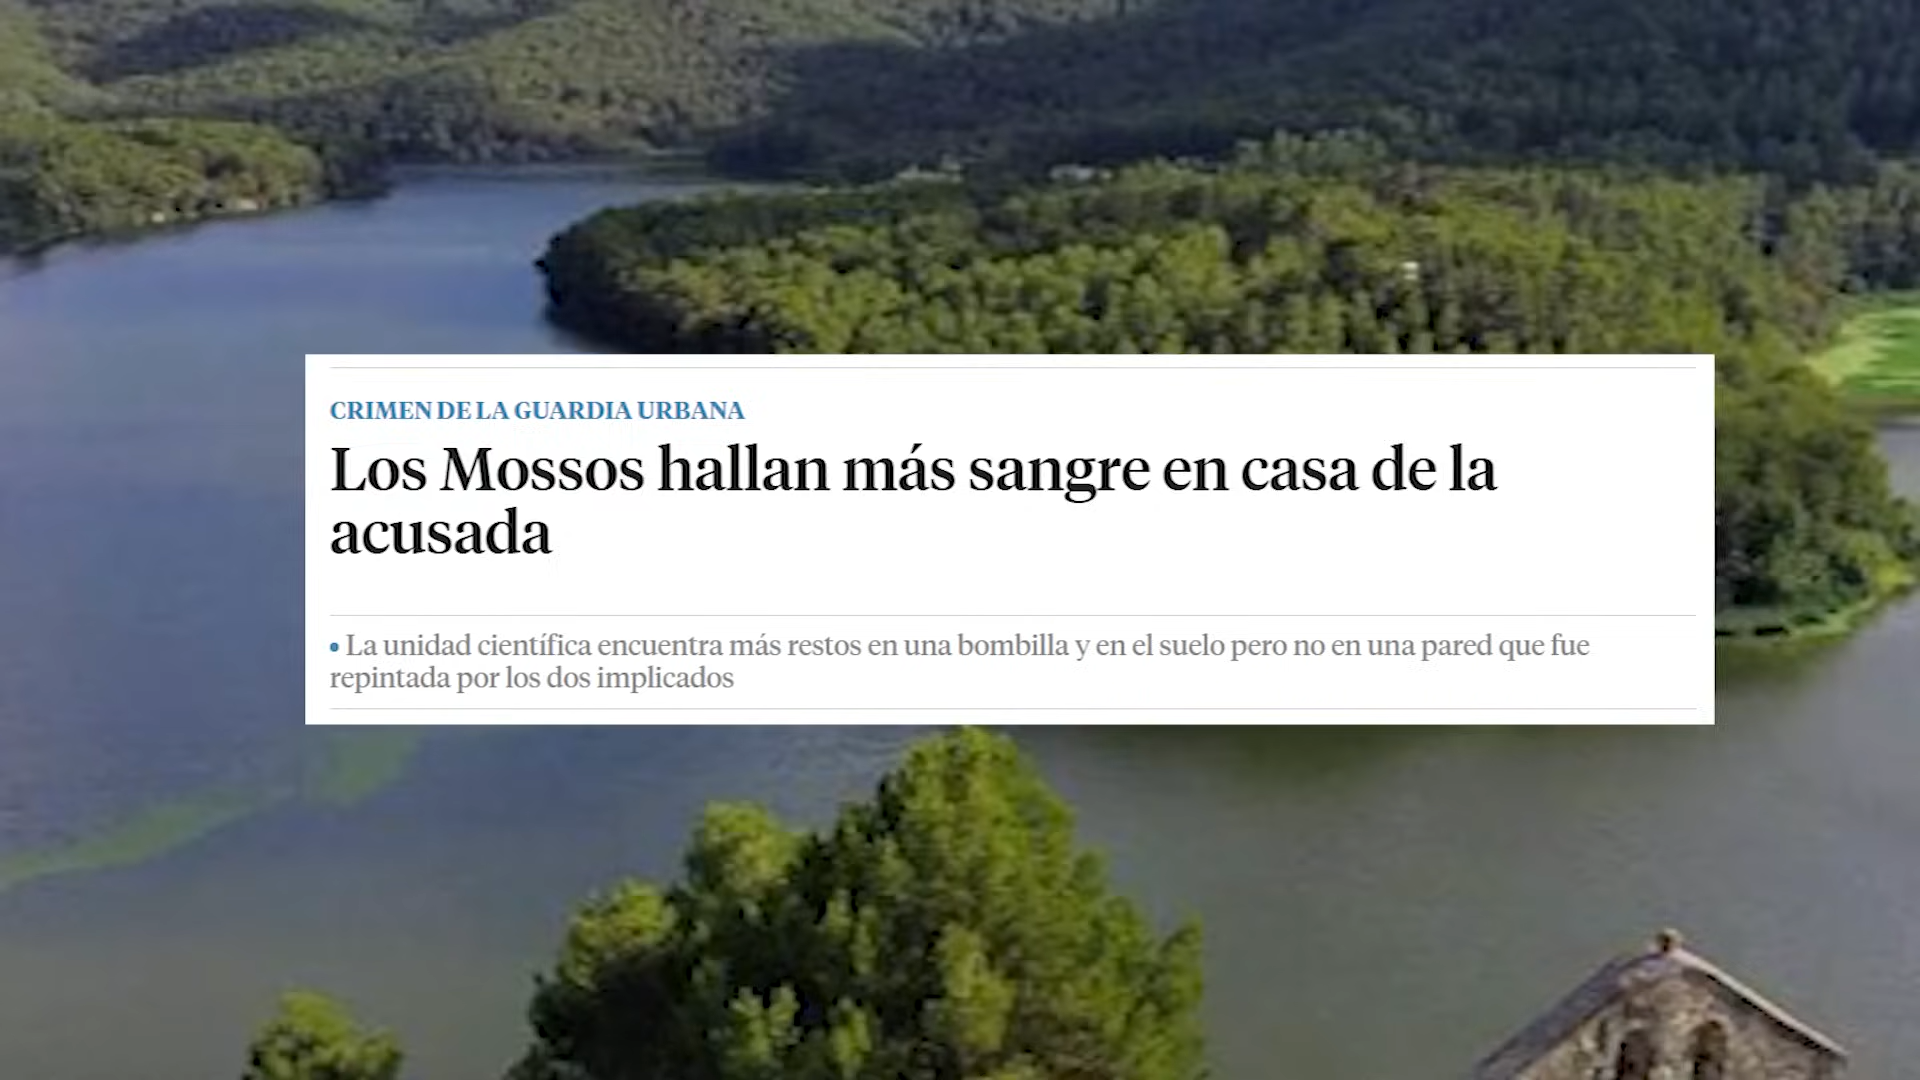 CRIMEN DE LA GUARDIA URBANA
Los Mossos hallan más sangre en casa de la
acusada
• La unidad científica encuentra más restos en una bombilla y en el suelo pero no en una pared que fue
repintada por los dos implicados